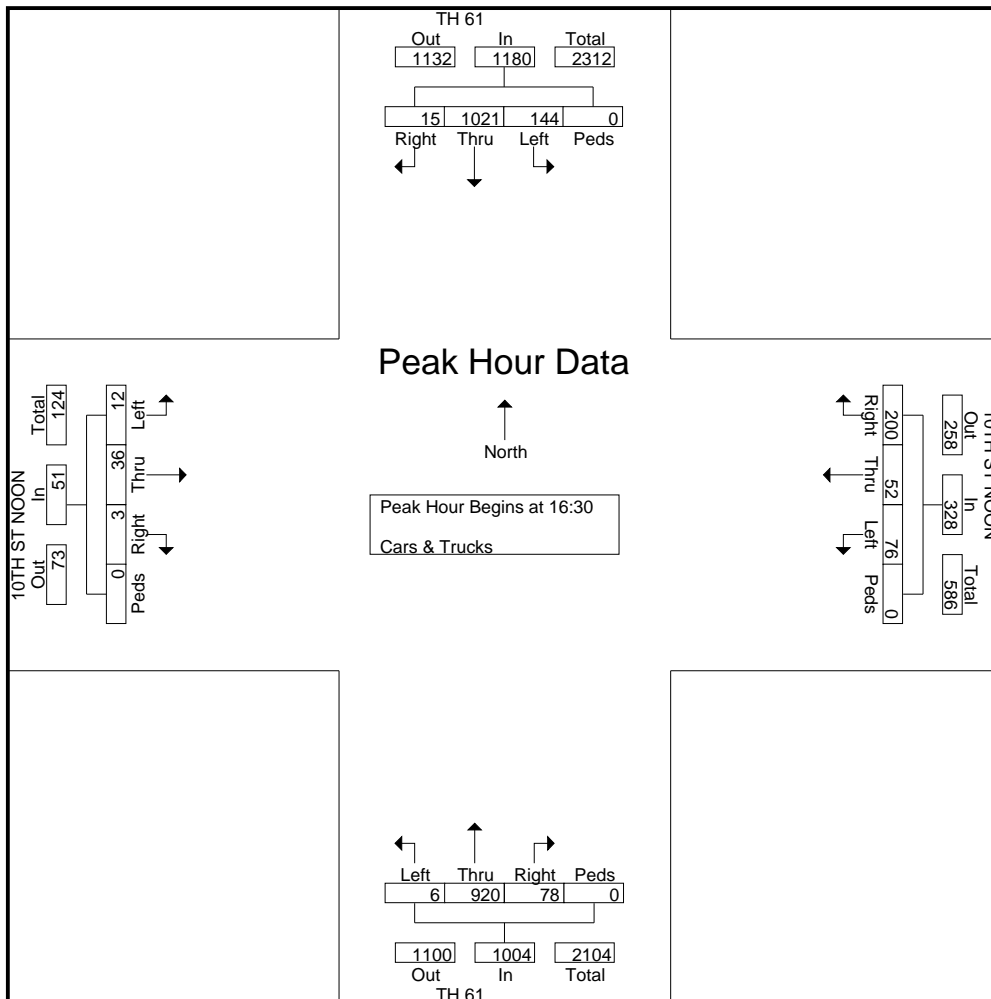 TH 61
Out In Total
1132 1180 2312
15 1021 144 0
Right Thru Left Peds
Peak Hour Data
North
Peak Hour Begins at 16:30
Cars & Trucks
10TH ST NOON
Total In Out
124 51 73
12 36 3 0
Left Thru Right Peds
10TH ST NOON
Out In Total
258 328 586
200 52 76 0
Right Thru Left Peds
Left Thru Right Peds
6 920 78 0
1100 1004 2104
Out In Total
TH 61